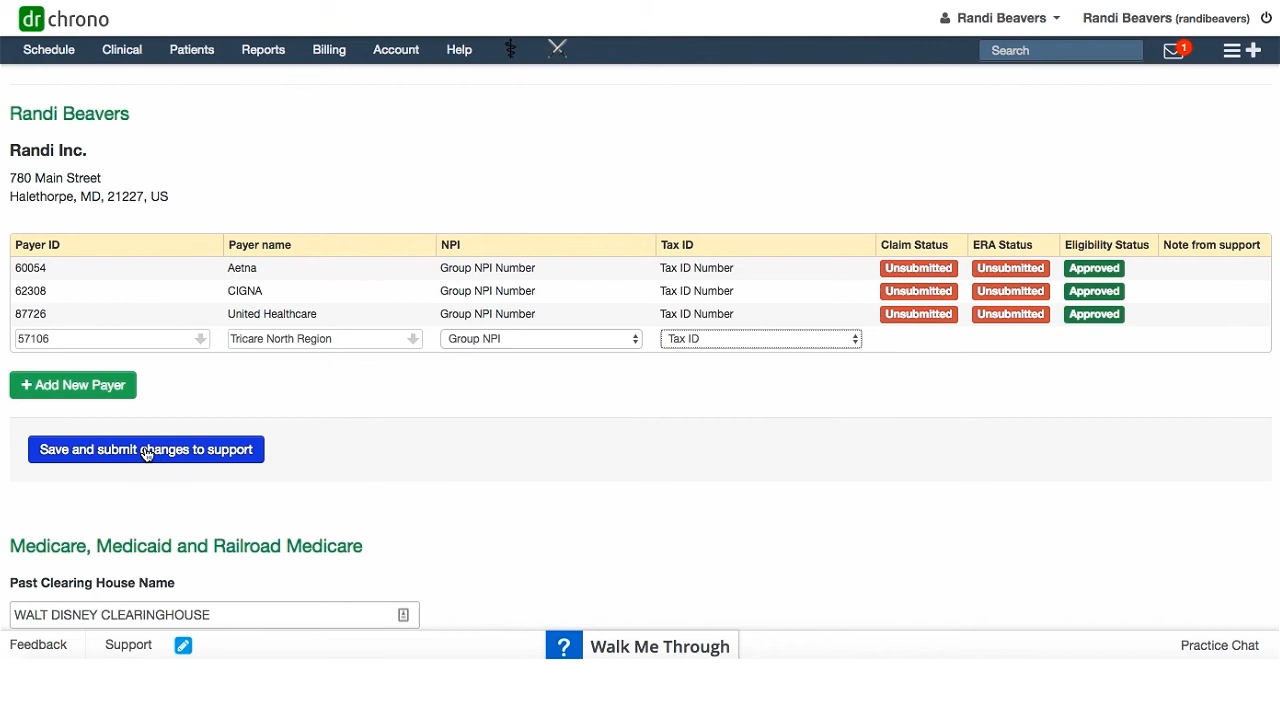 dr chrono
Randi Beavers
Randi Beavers (randibeavers)
Schedule Clinical Patients Reports Billing Account Help
Search
1
Randi Beavers
Randi Inc.
780 Main Street
Halethorpe, MD, 21227, US
Payer ID Payer name NPI Tax ID Claim Status ERA Status Eligibility Status Note from support
60054 Aetna Group NPI Number Tax ID Number Unsubmitted Unsubmitted Approved
62308 CIGNA Group NPI Number Tax ID Number Unsubmitted Unsubmitted Approved
87726 United Healthcare Group NPI Number Tax ID Number Unsubmitted Unsubmitted Approved
57106 Tricare North Region Group NPI Tax ID
+ Add New Payer
Save and submit changes to support
Medicare, Medicaid and Railroad Medicare
Past Clearing House Name
WALT DISNEY CLEARINGHOUSE
Feedback Support ? Walk Me Through Practice Chat